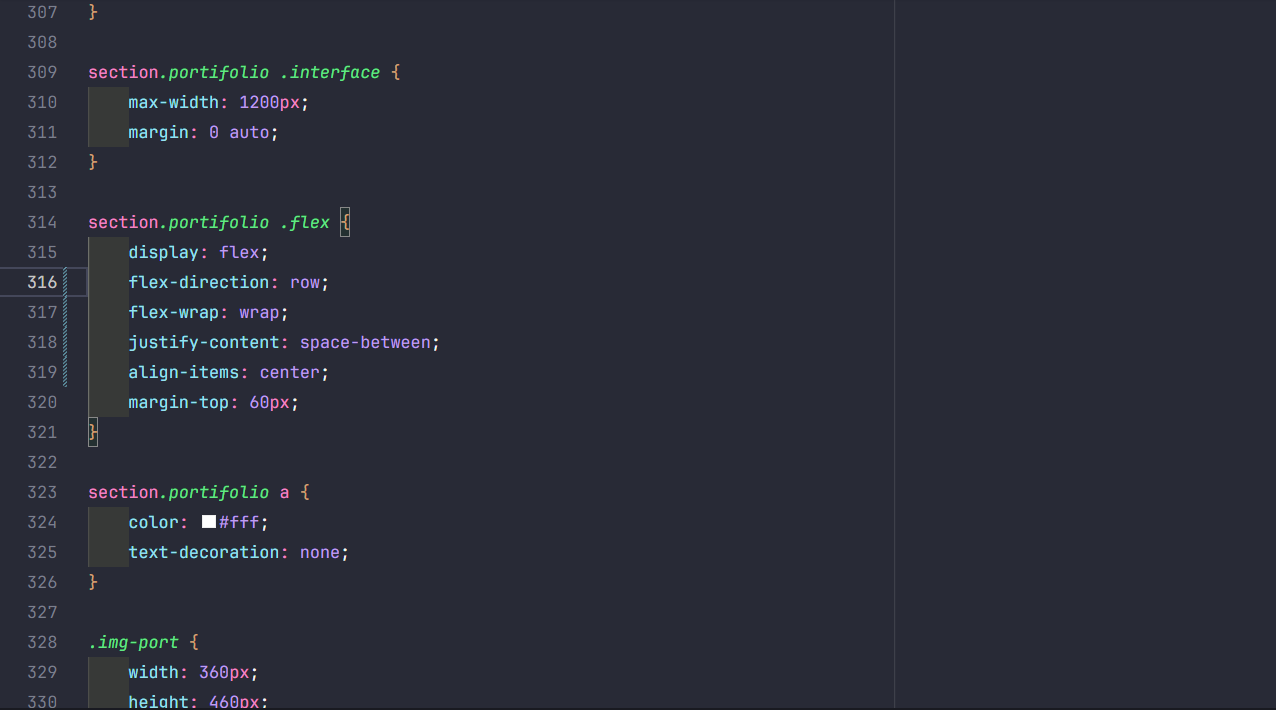 307 }
308
309 section.portifolio .interface {
310     max-width: 1200px;
311     margin: 0 auto;
312 }
313
314 section.portifolio .flex {
315     display: flex;
316     flex-direction: row;
317     flex-wrap: wrap;
318     justify-content: space-between;
319     align-items: center;
320     margin-top: 60px;
321 }
322
323 section.portifolio a {
324     color: #fff;
325     text-decoration: none;
326 }
327
328 .img-port {
329     width: 360px;
330     height: 460px;